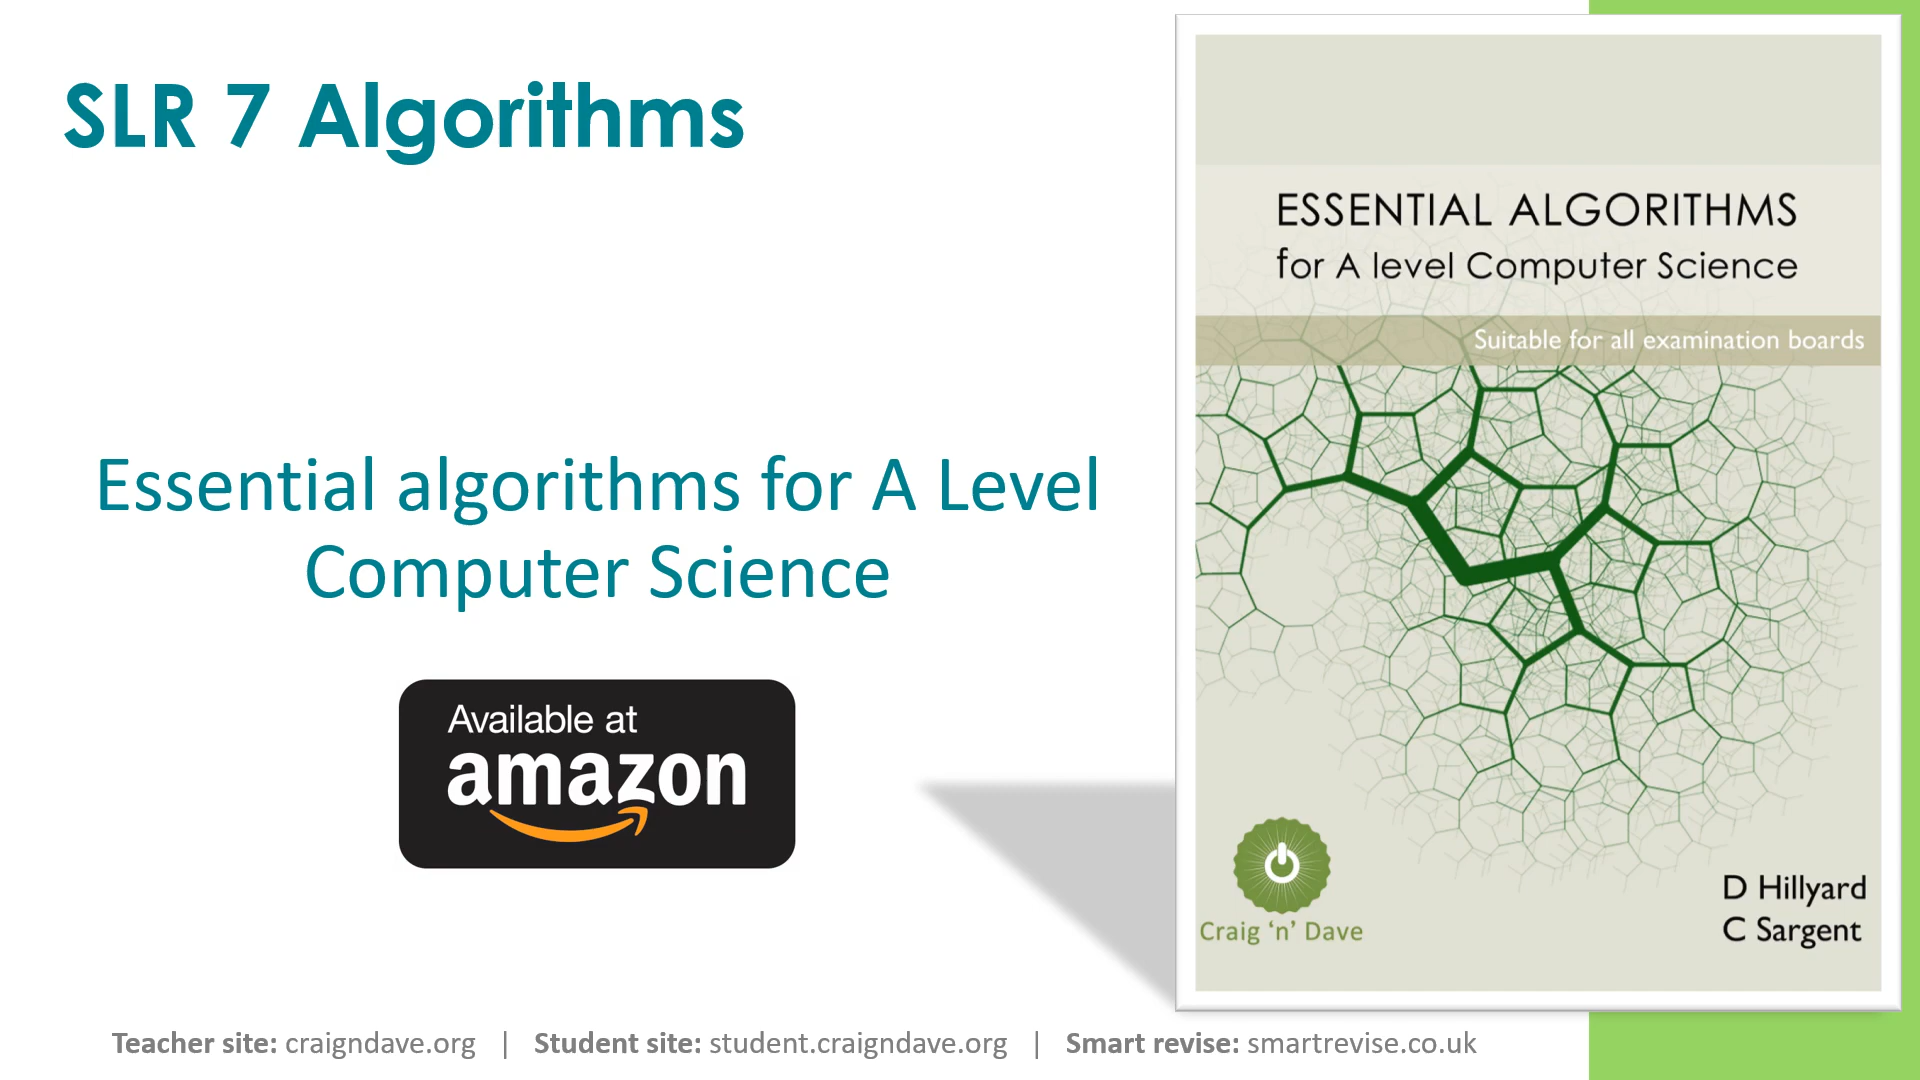 SLR 7 Algorithms
Essential algorithms for A Level
Computer Science
Available at
amazon
ESSENTIAL ALGORITHMS
for A level Computer Science
Suitable for all examination boards
Craig ‘n’ Dave
D Hillyard
C Sargent
Teacher site: craigndave.org | Student site: student.craigndave.org | Smart revise: smartrevise.co.uk